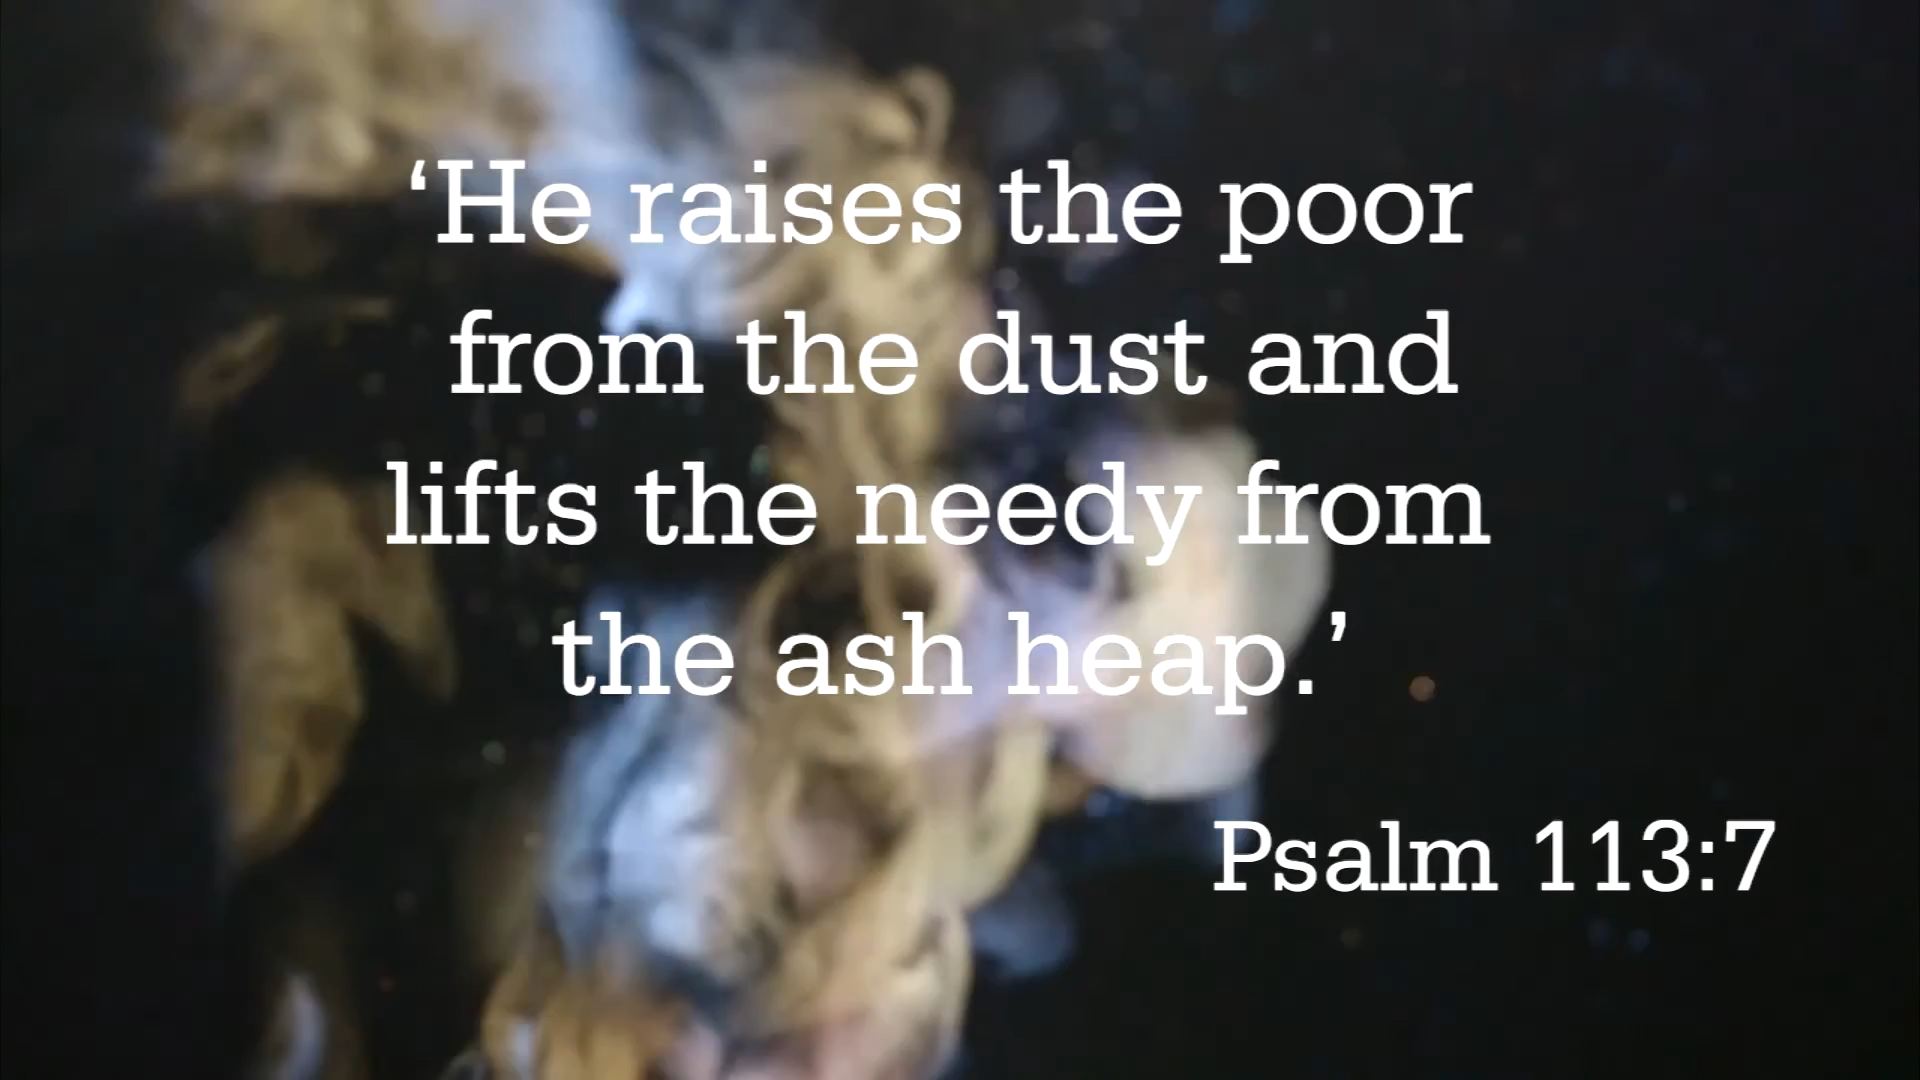 ‘He raises the poor
from the dust and
lifts the needy from
the ash heap.’
Psalm 113:7